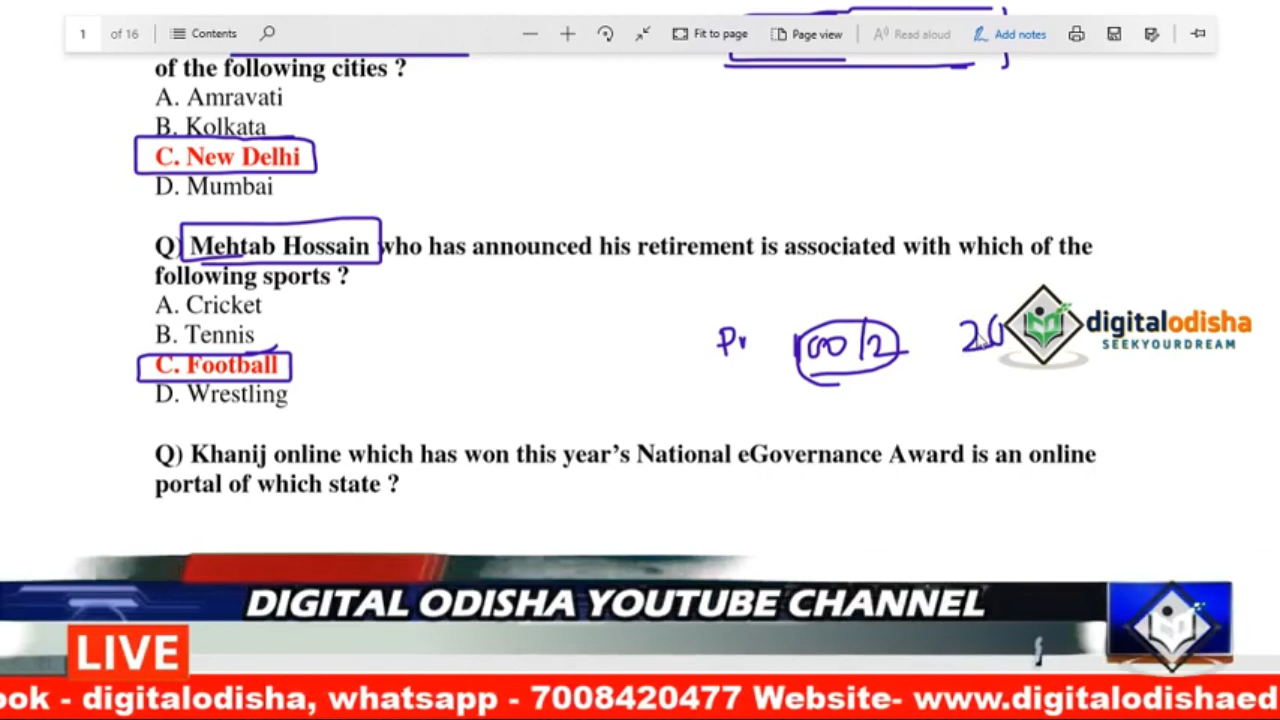 1 of 16 Contents Fit to page Page view Read aloud Add notes
of the following cities ?
A. Amravati
B. Kolkata
C. New Delhi
D. Mumbai
Q) Mehtab Hossain who has announced his retirement is associated with which of the
following sports ?
A. Cricket
B. Tennis
C. Football
D. Wrestling
digitalodisha
SEEKYOURDREAM
Q) Khanij online which has won this year's National eGovernance Award is an online
portal of which state ?
DIGITAL ODISHA YOUTUBE CHANNEL
LIVE
ook - digitalodisha, whatsapp - 7008420477 Website- www.digitalodishaed